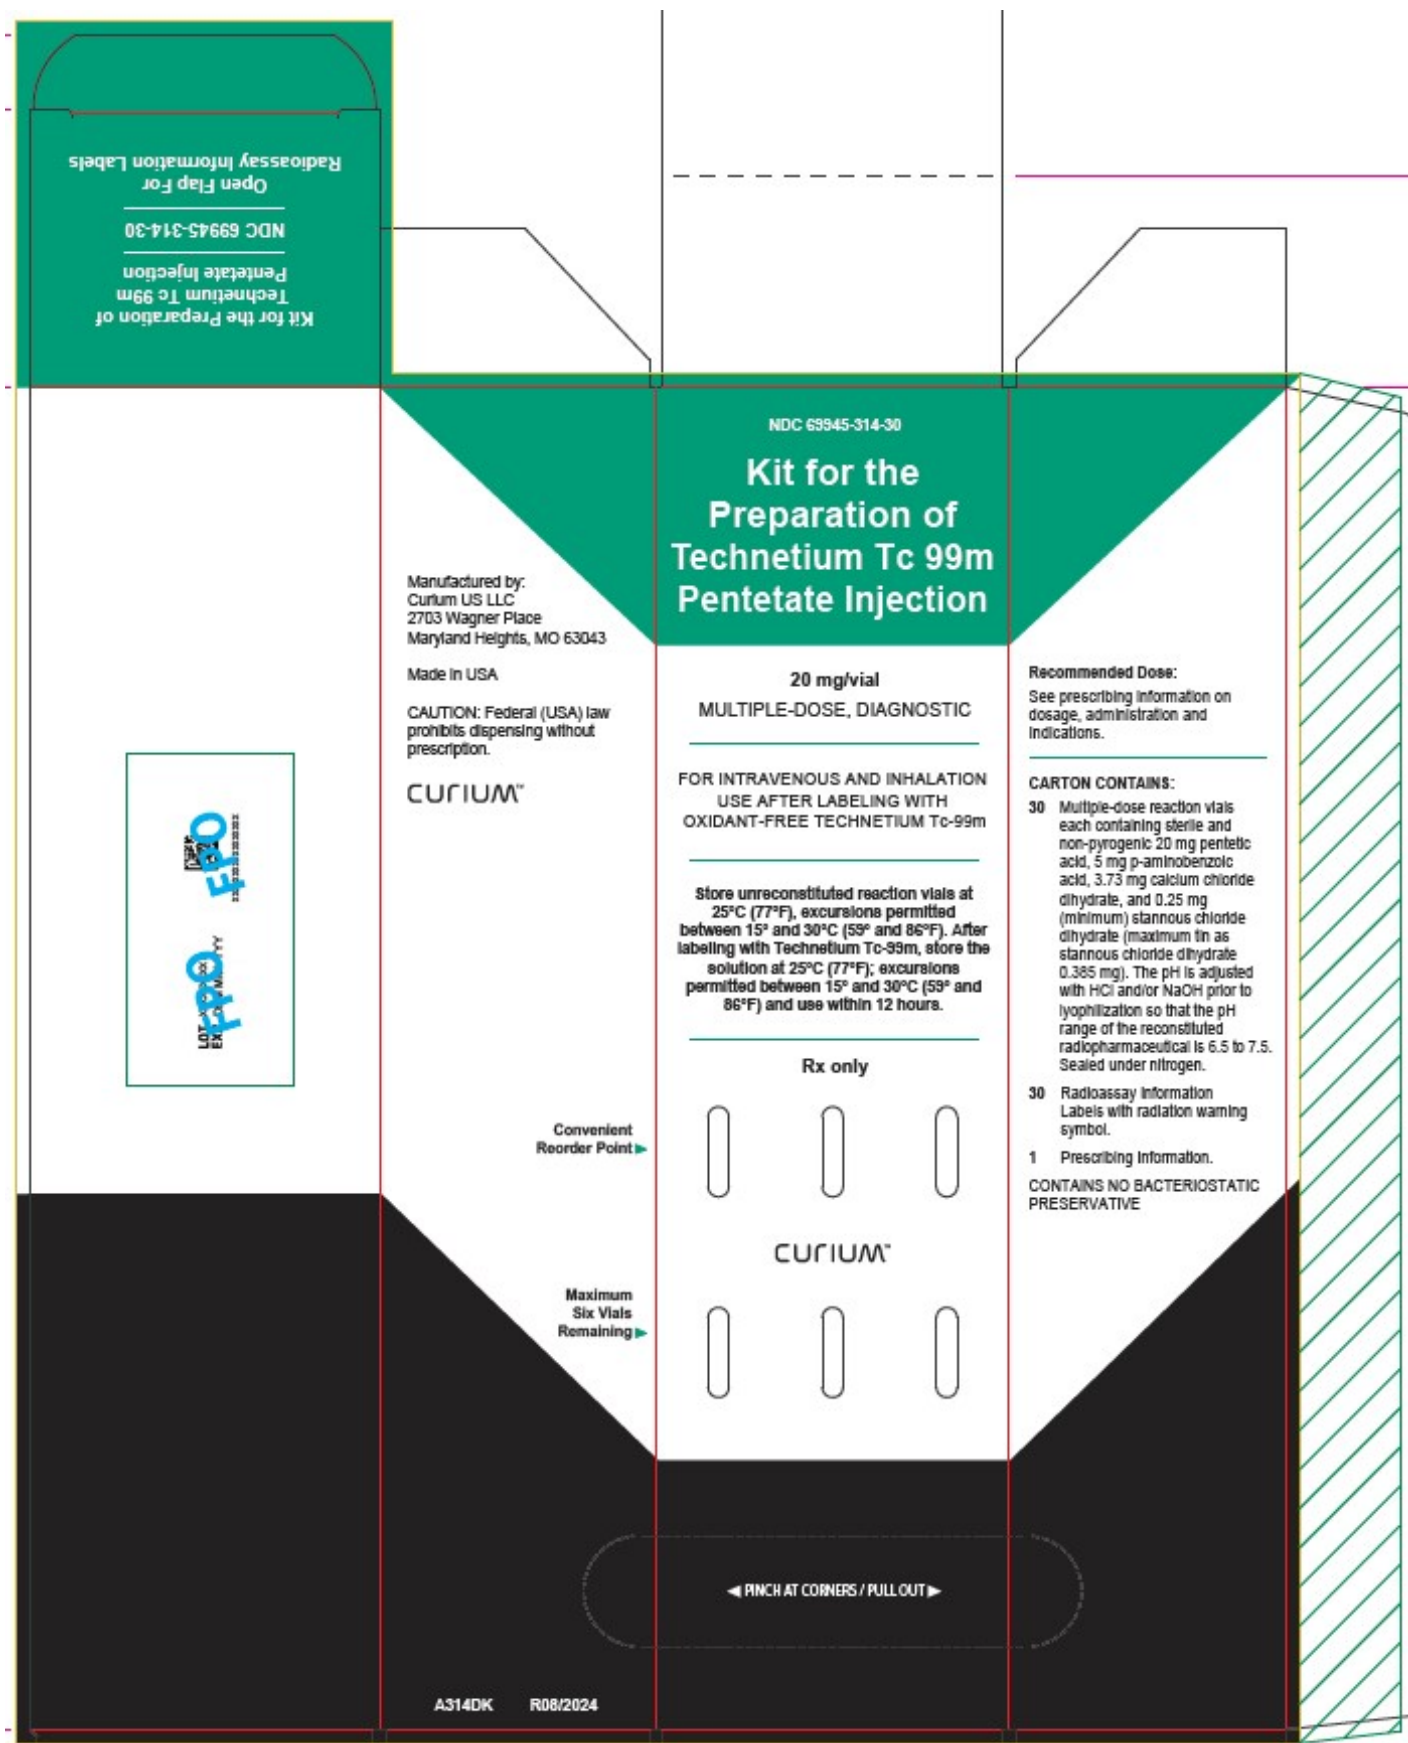 Kit for the Preparation of
Technetium Tc 99m
Pentetate Injection
NDC 69945-314-30
Open Flap For
Radioassay Information Labels
FPO
FPO
LOT
Manufactured by:
Curium US LLC
2703 Wagner Place
Maryland Heights, MO 63043
Made in USA
CAUTION: Federal (USA) law
prohibits dispensing without
prescription.
CURIUM™
Convenient
Reorder Point
Maximum
Six Vials
Remaining
A314DK R08/2024
NDC 69945-314-30
Kit for the
Preparation of
Technetium Tc 99m
Pentetate Injection
20 mg/vial
MULTIPLE-DOSE, DIAGNOSTIC
FOR INTRAVENOUS AND INHALATION
USE AFTER LABELING WITH
OXIDANT-FREE TECHNETIUM Tc-99m
Store unreconstituted reaction vials at
25°C (77°F), excursions permitted
between 15° and 30°C (59° and 86°F). After
labeling with Technetium Tc-99m, store the
solution at 25°C (77°F); excursions
permitted between 15° and 30°C (59° and
86°F) and use within 12 hours.
Rx only
CURIUM™
◀ PINCH AT CORNERS / PULL OUT ▶
Recommended Dose:
See prescribing information on
dosage, administration and
indications.
CARTON CONTAINS:
30 Multiple-dose reaction vials
each containing sterile and
non-pyrogenic 20 mg pentetic
acid, 5 mg p-aminobenzoic
acid, 3.73 mg calcium chloride
dihydrate, and 0.25 mg
(minimum) stannous chloride
dihydrate (maximum tin as
stannous chloride dihydrate
0.385 mg). The pH is adjusted
with HCl and/or NaOH prior to
lyophilization so that the pH
range of the reconstituted
radiopharmaceutical is 6.5 to 7.5.
Sealed under nitrogen.
30 Radioassay Information
Labels with radiation warning
symbol.
1 Prescribing Information.
CONTAINS NO BACTERIOSTATIC
PRESERVATIVE